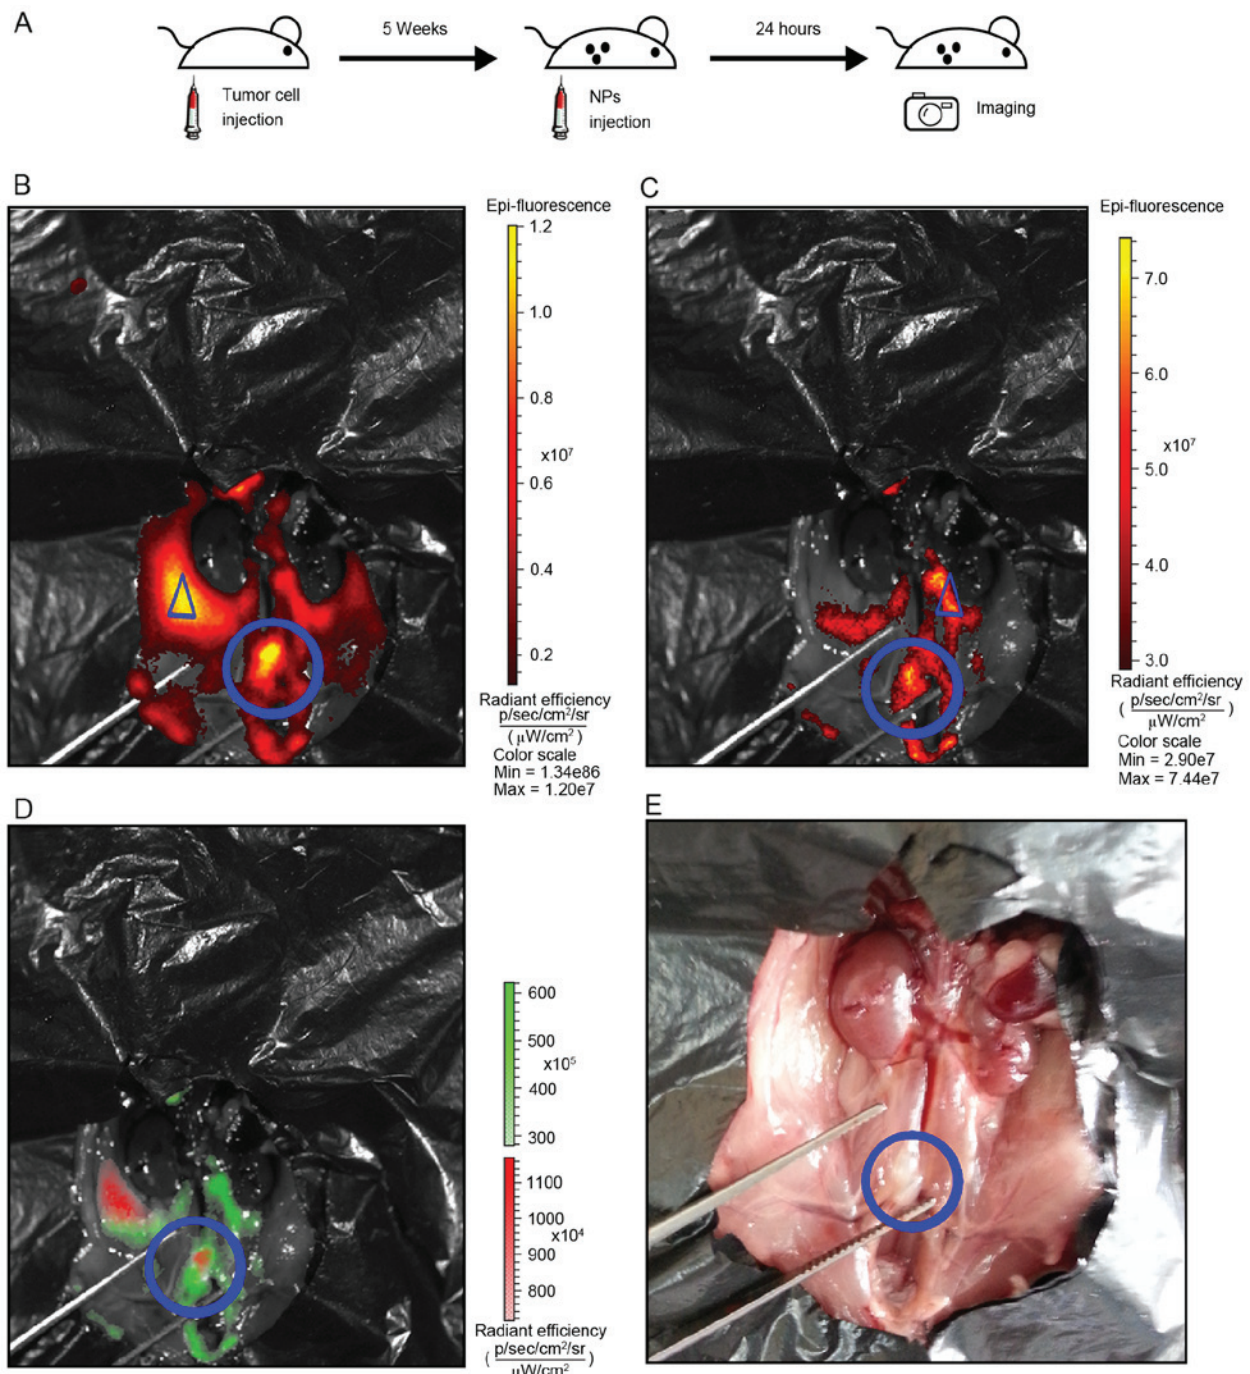 A
5 Weeks
24 hours
Tumor cell
injection
NPs
injection
Imaging
B
Epi-fluorescence
1.2
1.0
0.8
x10⁷
0.6
0.4
0.2
Radiant efficiency
p/sec/cm²/sr
(μW/cm²)
Color scale
Min = 1.34e86
Max = 1.20e7
C
Epi-fluorescence
7.0
6.0
x10⁷
5.0
4.0
3.0
Radiant efficiency
( p/sec/cm²/sr )
μW/cm²
Color scale
Min = 2.90e7
Max = 7.44e7
D
600
500
x10⁵
400
300
1100
1000
x10⁴
900
800
Radiant efficiency
( p/sec/cm²/sr )
μW/cm²
E